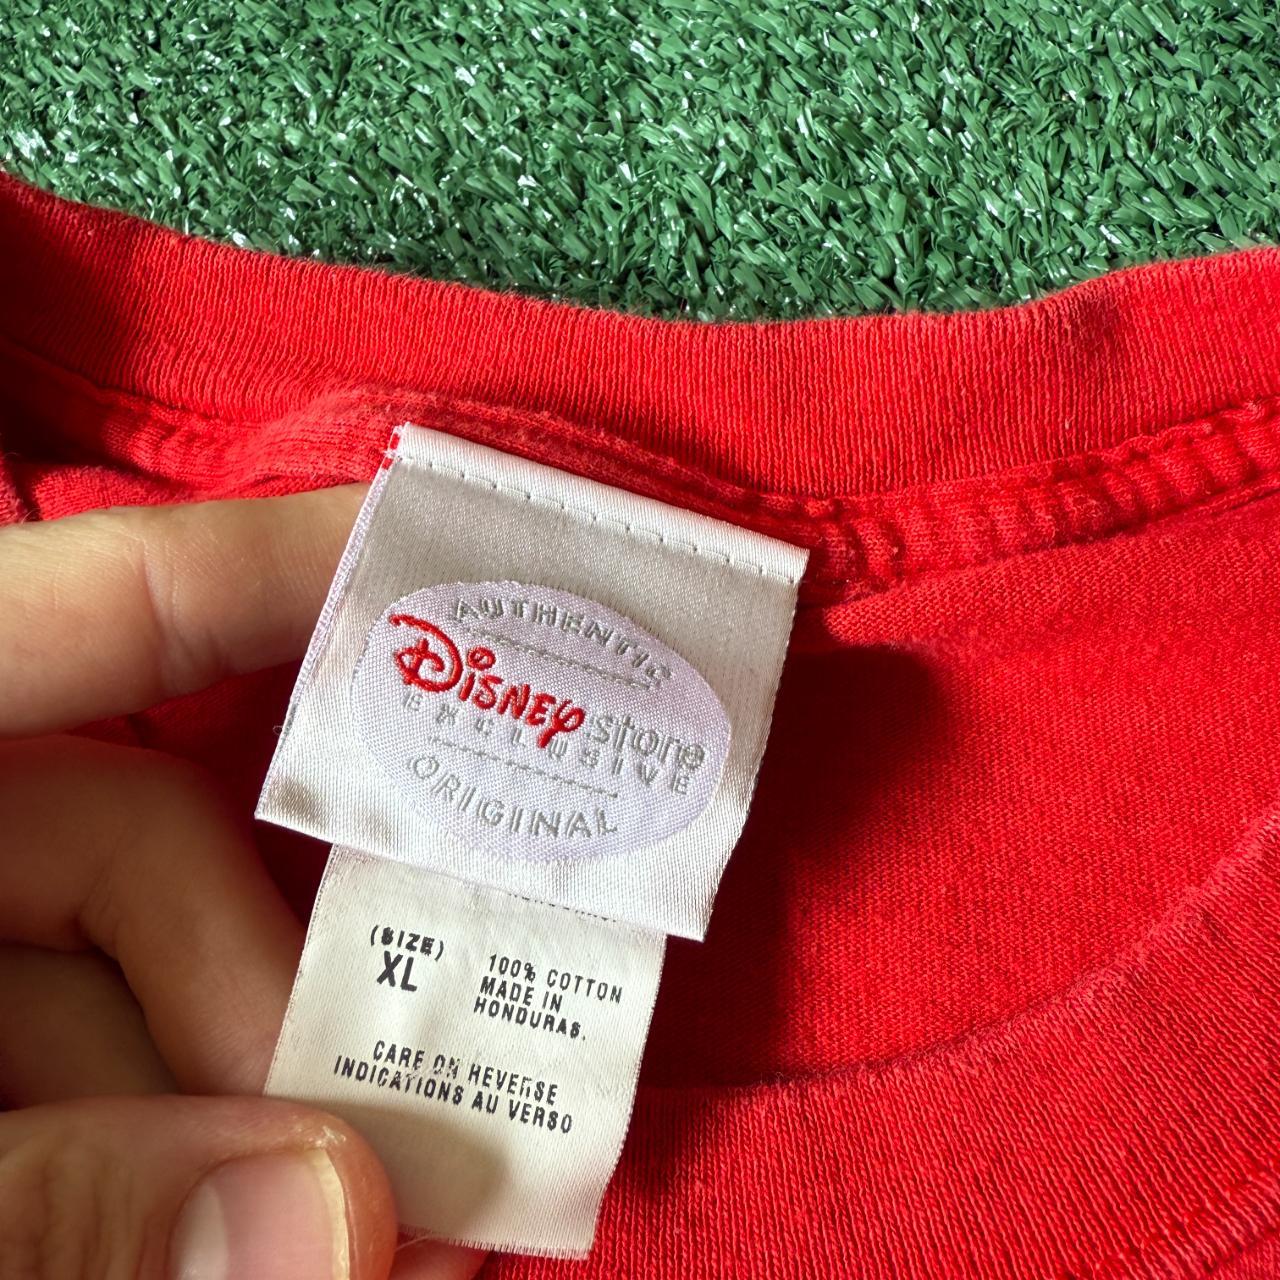 AUTHENTIC
DISNEY store
EXCLUSIVE
ORIGINAL
(SIZE)
XL
100% COTTON
MADE IN
HONDURAS.
CARE ON REVERSE
INDICATIONS AU VERSO